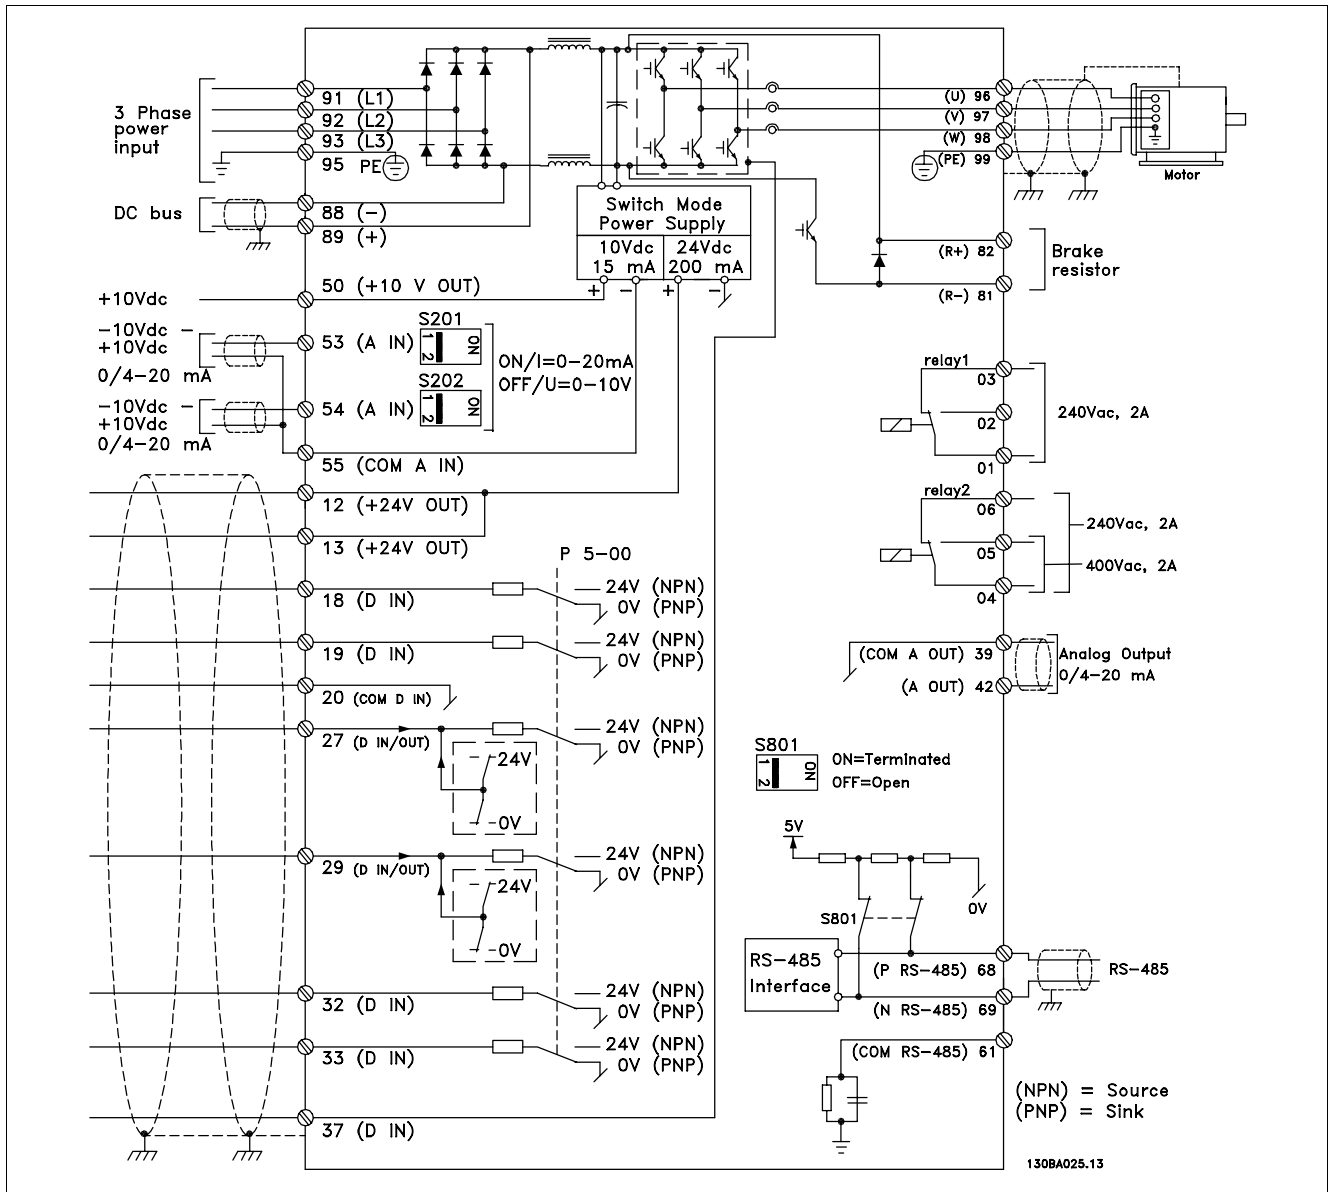 3 Phase
power
input
91 (L1)
92 (L2)
93 (L3)
95 PE
DC bus
88 (-)
89 (+)
+10Vdc
50 (+10 V OUT)
-10Vdc -
+10Vdc
0/4-20 mA
53 (A IN)
S201
1
2
ON
ON/I=0-20mA
OFF/U=0-10V
S202
1
2
ON
-10Vdc -
+10Vdc
0/4-20 mA
54 (A IN)
55 (COM A IN)
12 (+24V OUT)
13 (+24V OUT)
P 5-00
18 (D IN)
24V (NPN)
0V (PNP)
19 (D IN)
24V (NPN)
0V (PNP)
20 (COM D IN)
27 (D IN/OUT)
24V (NPN)
0V (PNP)
24V
0V
29 (D IN/OUT)
24V (NPN)
0V (PNP)
24V
0V
32 (D IN)
24V (NPN)
0V (PNP)
33 (D IN)
24V (NPN)
0V (PNP)
37 (D IN)
Switch Mode
Power Supply
10Vdc
15 mA
24Vdc
200 mA
+ - + -
(U) 96
(V) 97
(W) 98
(PE) 99
Motor
(R+) 82
Brake
resistor
(R-) 81
relay1
03
02
01
240Vac, 2A
relay2
06
05
04
240Vac, 2A
400Vac, 2A
(COM A OUT) 39
(A OUT) 42
Analog Output
0/4-20 mA
S801
1
2
ON
ON=Terminated
OFF=Open
5V
0V
S801
RS-485
Interface
(P RS-485) 68
(N RS-485) 69
RS-485
(COM RS-485) 61
(NPN) = Source
(PNP) = Sink
130BA025.13